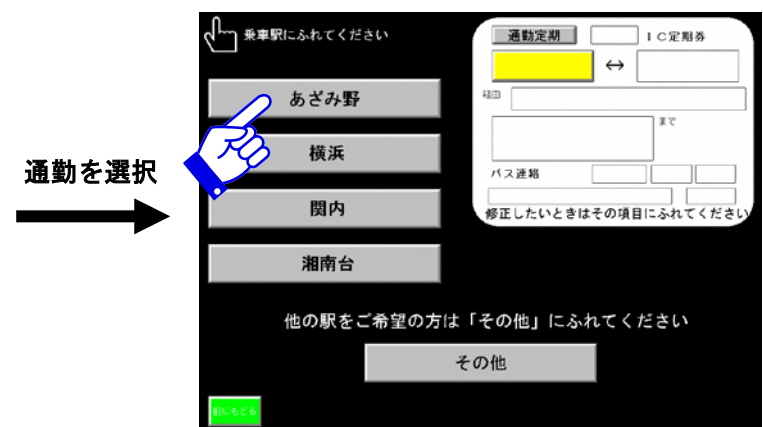 通勤を選択
乗車駅にふれてください
あざみ野
横浜
関内
湘南台
通勤定期
IC定期券
↔
経由
まで
バス連絡
修正したいときはその項目にふれてください
他の駅をご希望の方は「その他」にふれてください
その他
前にもどる